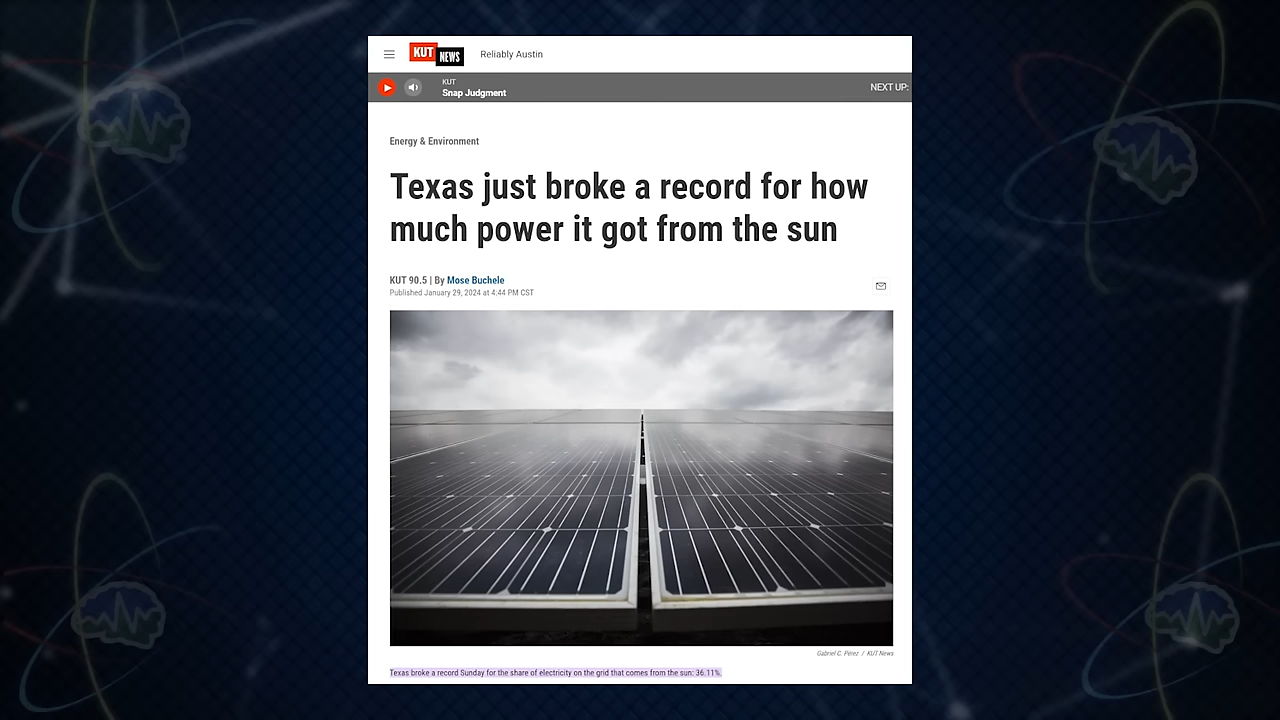 KUT NEWS Reliably Austin
KUT
Snap Judgment
NEXT UP:
Energy & Environment
Texas just broke a record for how
much power it got from the sun
KUT 90.5 | By Mose Buchele
Published January 29, 2024 at 4:44 PM CST
Gabriel C. Pérez / KUT News
Texas broke a record Sunday for the share of electricity on the grid that comes from the sun: 36.11%.